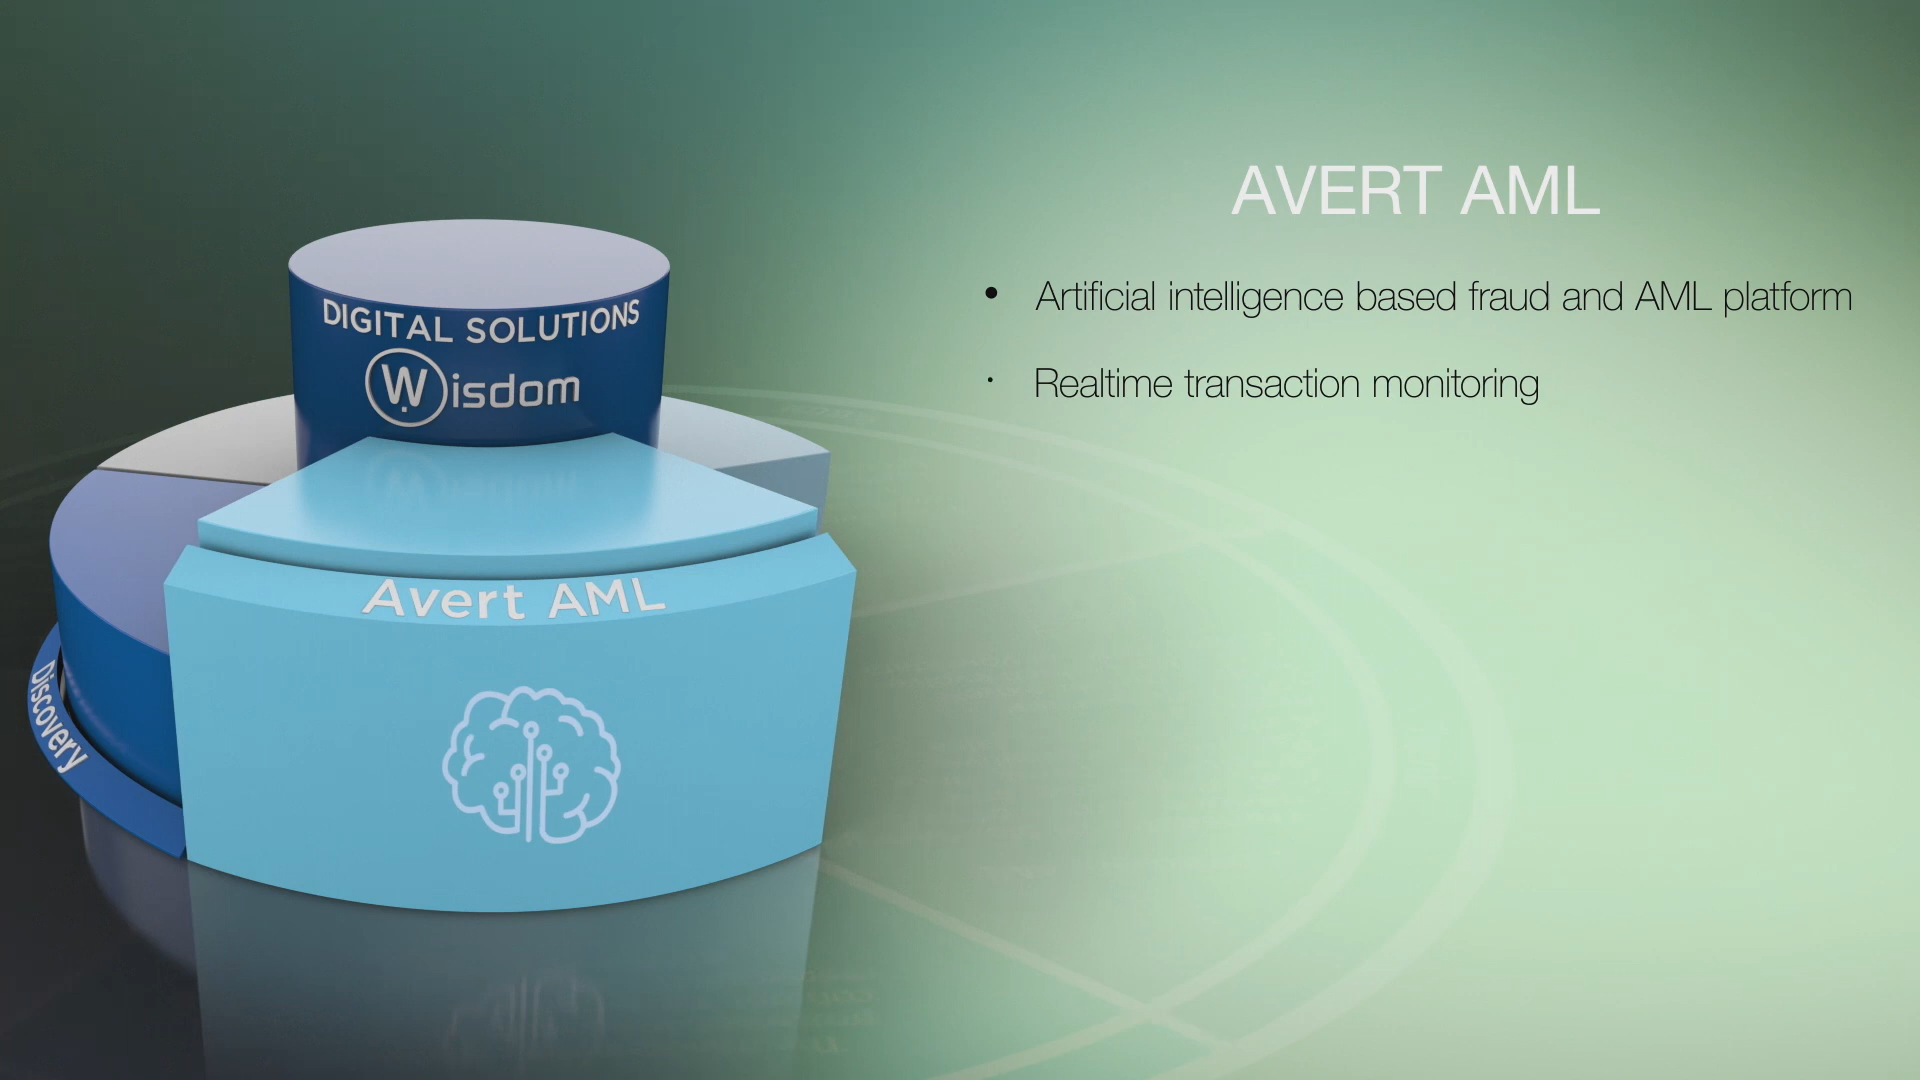 AVERT AML
• Artificial intelligence based fraud and AML platform
• Realtime transaction monitoring
DIGITAL SOLUTIONS
Wisdom
Avert AML
Discovery